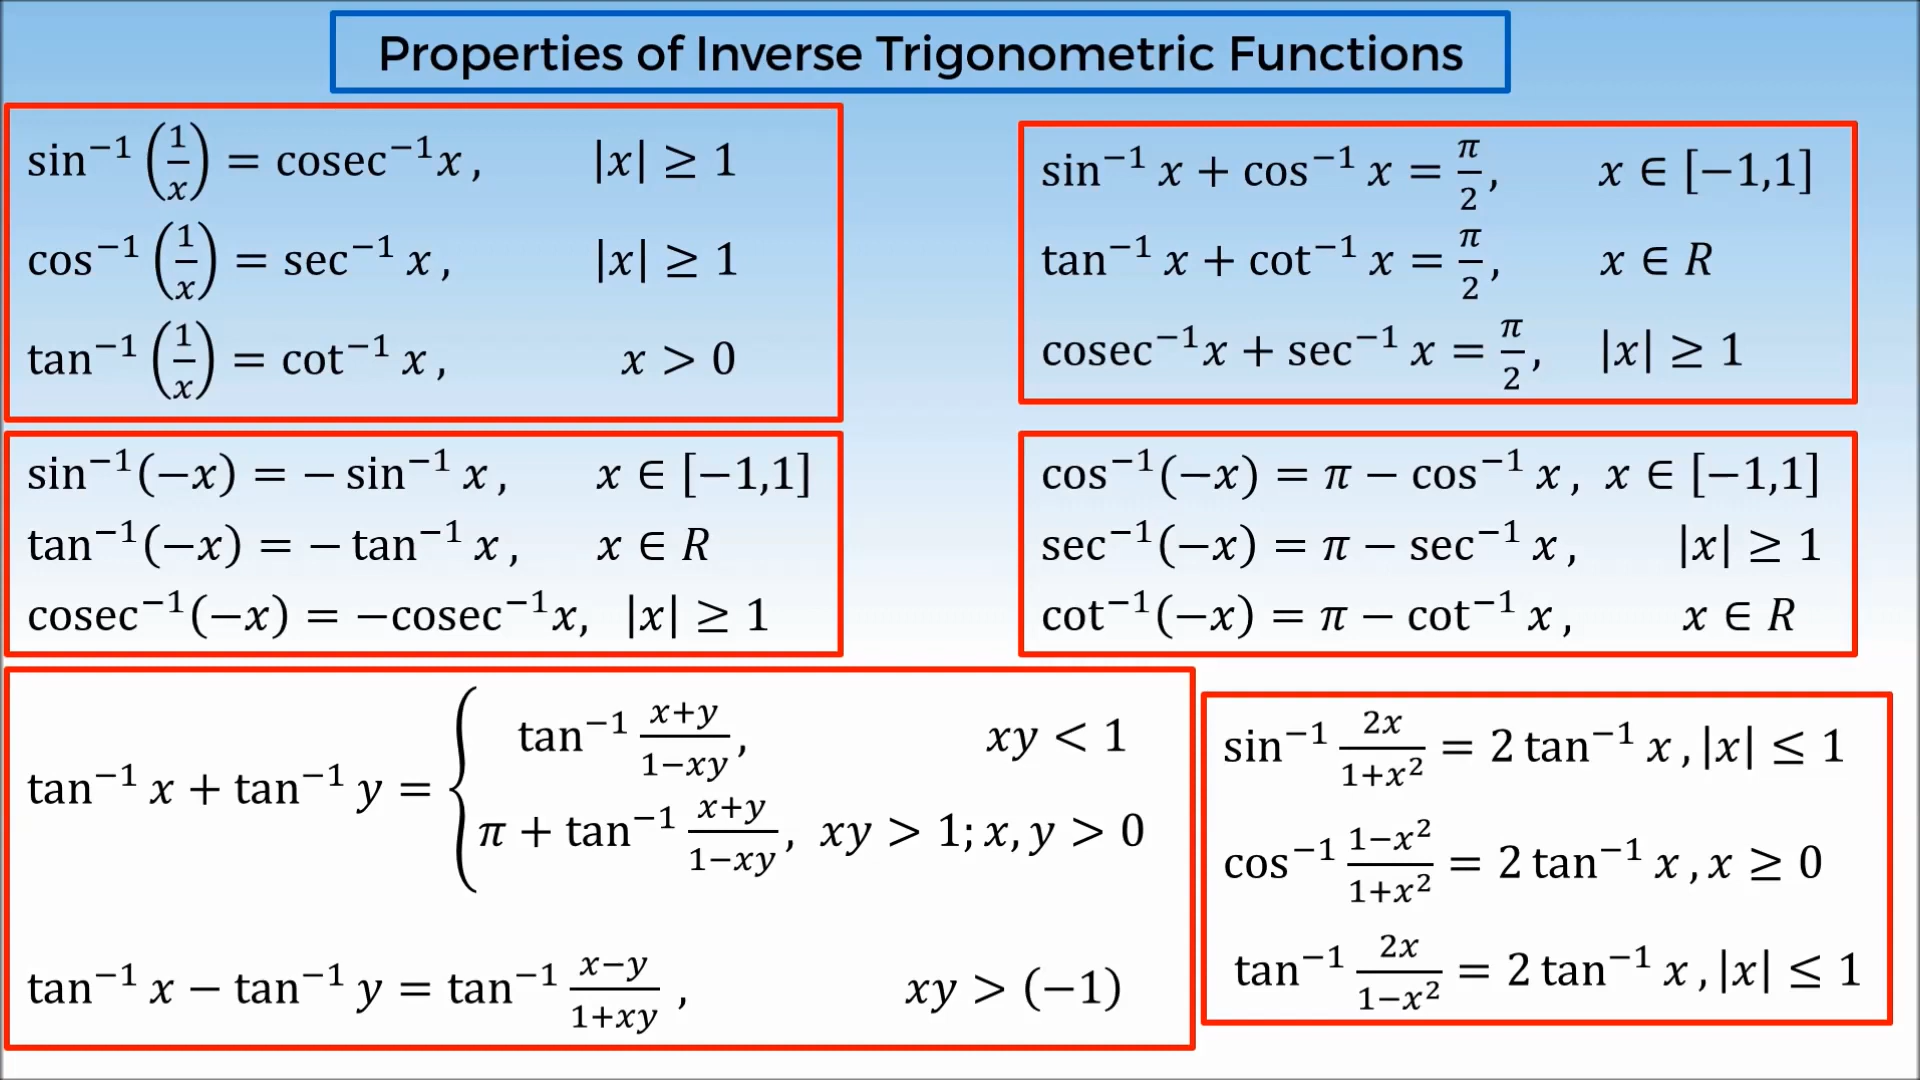 Properties of Inverse Trigonometric Functions
sin⁻¹ (1/x) = cosec⁻¹x , |x| ≥ 1
cos⁻¹ (1/x) = sec⁻¹ x , |x| ≥ 1
tan⁻¹ (1/x) = cot⁻¹ x , x > 0
sin⁻¹ x + cos⁻¹ x = π/2, x ∈ [−1,1]
tan⁻¹ x + cot⁻¹ x = π/2, x ∈ R
cosec⁻¹x + sec⁻¹ x = π/2, |x| ≥ 1
sin⁻¹(−x) = − sin⁻¹ x , x ∈ [−1,1]
tan⁻¹(−x) = − tan⁻¹ x , x ∈ R
cosec⁻¹(−x) = −cosec⁻¹x, |x| ≥ 1
cos⁻¹(−x) = π − cos⁻¹ x , x ∈ [−1,1]
sec⁻¹(−x) = π − sec⁻¹ x , |x| ≥ 1
cot⁻¹(−x) = π − cot⁻¹ x , x ∈ R
tan⁻¹ x + tan⁻¹ y = { tan⁻¹ (x+y)/(1−xy), xy < 1
π + tan⁻¹ (x+y)/(1−xy), xy > 1; x, y > 0
tan⁻¹ x − tan⁻¹ y = tan⁻¹ (x−y)/(1+xy) , xy > (−1)
sin⁻¹ 2x/(1+x²) = 2 tan⁻¹ x , |x| ≤ 1
cos⁻¹ (1−x²)/(1+x²) = 2 tan⁻¹ x , x ≥ 0
tan⁻¹ 2x/(1−x²) = 2 tan⁻¹ x , |x| ≤ 1